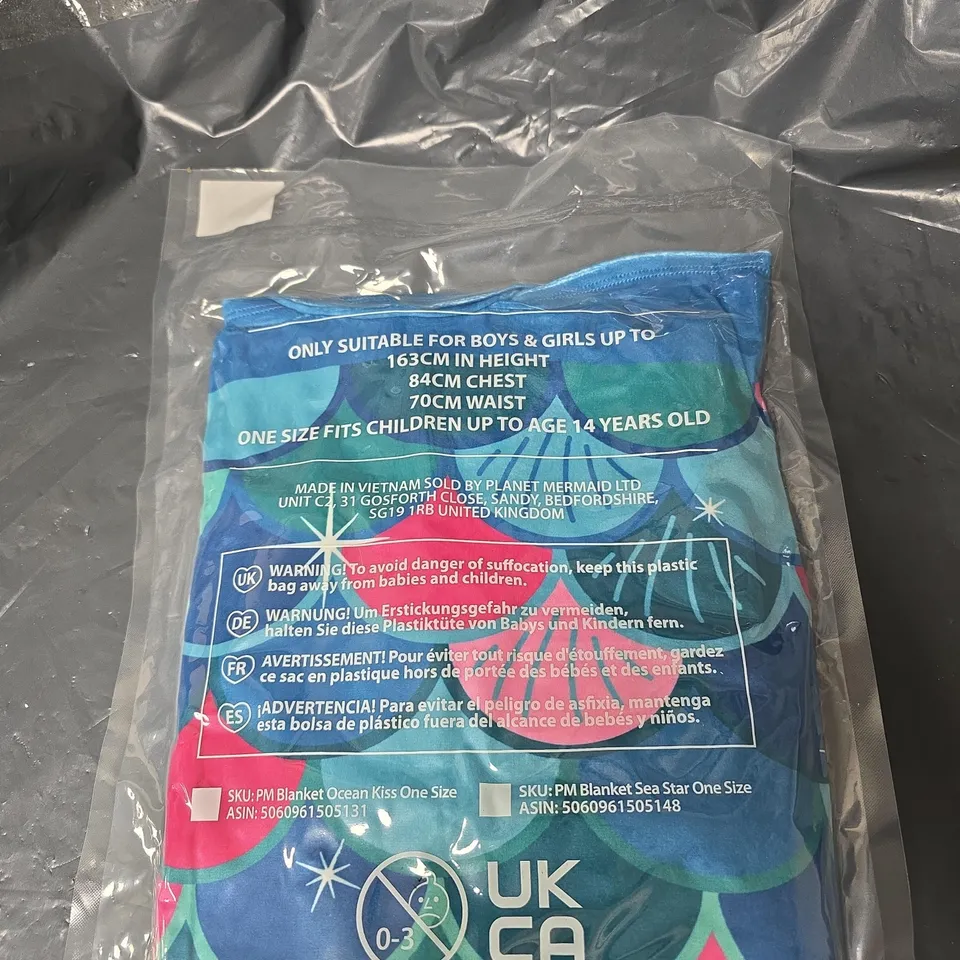 ONLY SUITABLE FOR BOYS & GIRLS UP TO
163CM IN HEIGHT
84CM CHEST
70CM WAIST
ONE SIZE FITS CHILDREN UP TO AGE 14 YEARS OLD
MADE IN VIETNAM SOLD BY PLANET MERMAID LTD
UNIT C2, 31 GOSFORTH CLOSE, SANDY, BEDFORDSHIRE,
SG19 1RB UNITED KINGDOM
UK WARNING! To avoid danger of suffocation, keep this plastic
bag away from babies and children.
DE WARNUNG! Um Erstickungsgefahr zu vermeiden,
halten Sie diese Plastiktüte von Babys und Kindern fern.
FR AVERTISSEMENT! Pour éviter tout risque d'étouffement, gardez
ce sac en plastique hors de portée des bébés et des enfants.
ES ¡ADVERTENCIA! Para evitar el peligro de asfixia, mantenga
esta bolsa de plástico fuera del alcance de bebés y niños.
SKU: PM Blanket Ocean Kiss One Size
ASIN: 5060961505131
SKU: PM Blanket Sea Star One Size
ASIN: 5060961505148
0-3
UK
CA